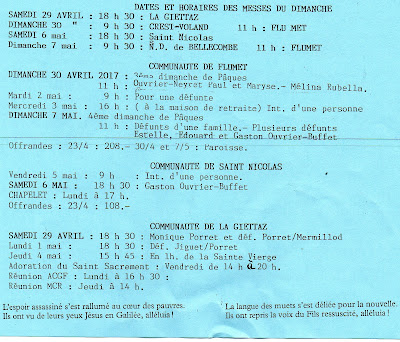 DATES ET HORAIRES DES MESSES DU DIMANCHE
SAMEDI 29 AVRIL : 18 h 30 : LA GIETTAZ
DIMANCHE 30 " : 9 h 30 : CREST-VOLAND 11 h : FLU MET
SAMEDI 6 mai : 18 h 30 : Saint Nicolas
Dimanche 7 mai : 9 h 30 : N.D. de BELLECOMBE 11 h : FLUMET
COMMUNAUTE DE FLUMET
DIMANCHE 30 AVRIL 2017 : 3ème dimanche de Pâques
11 h : Ouvrier-Neyret Paul et Maryse.- Mélina Rubella.
Mardi 2 mai : 9 h : Pour une défunte
Mercredi 3 mai : 16 h : ( à la maison de retraite) Int. d'une personne
DIMANCHE 7 MAI. 4ème dimanche de Pâques
11 h : Défunts d'une famille.- Plusieurs défunts
Estelle, Edouard et Gaston Ouvrier-Buffet
Offrandes : 23/4 : 208,- 30/4 et 7/5 : Paroisse.
COMMUNAUTE DE SAINT NICOLAS
Vendredi 5 mai : 9 h : Int. d'une personne.
SAMEDI 6 MAI : 18 h 30 : Gaston Ouvrier-Buffet
CHAPELET : Lundi à 17 h.
Offrandes : 23/4 : 108,-
COMMUNAUTE DE LA GIETTAZ
SAMEDI 29 AVRIL : 18 h 30 : Monique Porret et déf. Porret/Mermillod
Lundi 1 mai : 18 h 30 : Déf. Jiguet/Porret
Jeudi 4 mai : 15 h 45 : En lh. de la Sainte Vierge
Adoration du Saint Sacrement : Vendredi de 14 h à 20 h.
Réunion ACGF : Lundi à 16 h 30 :
Réunion MCR : Jeudi à 14 h.
L'espoir assassiné s'est rallumé au cœur des pauvres.
Ils ont vu de leurs yeux Jésus en Galilée, alléluia !
La langue des muets s'est déliée pour la nouvelle.
Ils ont repris la voix du Fils ressuscité, alléluia !